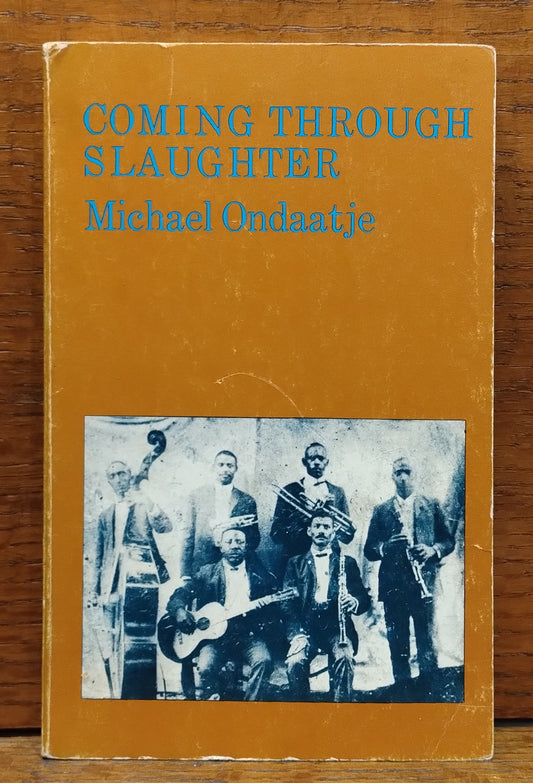 COMING THROUGH
SLAUGHTER
Michael Ondaatje